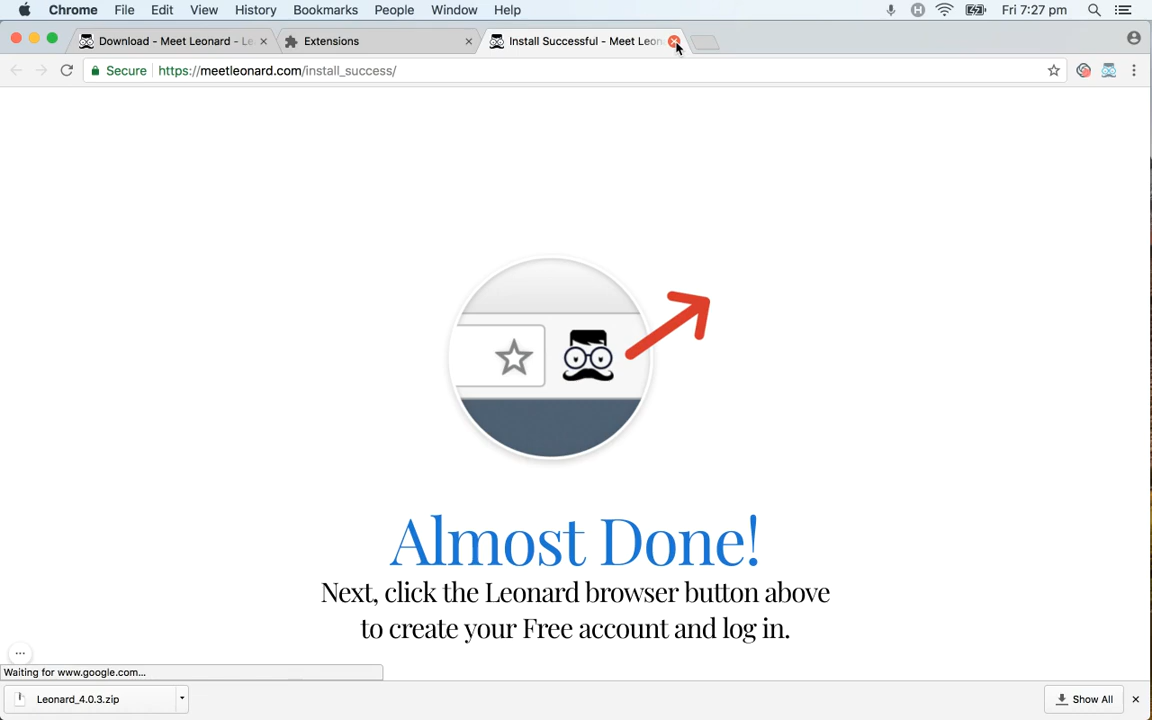 Chrome File Edit View History Bookmarks People Window Help Fri 7:27 pm
Download - Meet Leonard - Le Extensions Install Successful - Meet Leon
Secure https://meetleonard.com/install_success/
Almost Done!
Next, click the Leonard browser button above
to create your Free account and log in.
...
Waiting for www.google.com...
Leonard_4.0.3.zip Show All